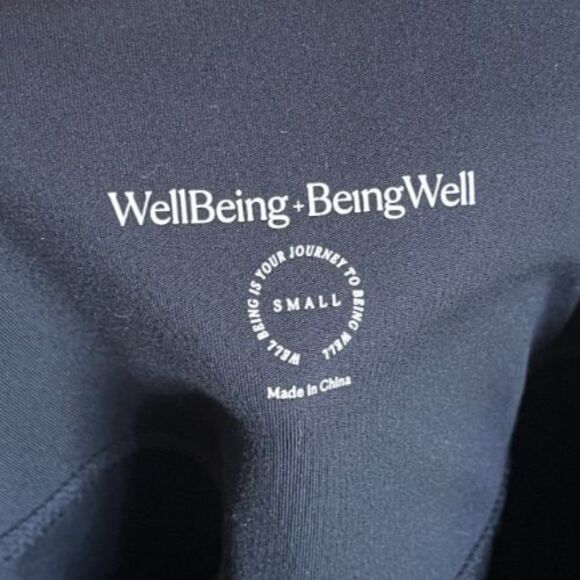 WellBeing + BeingWell
WELL BEING IS YOUR JOURNEY TO BEING WELL
SMALL
Made in China